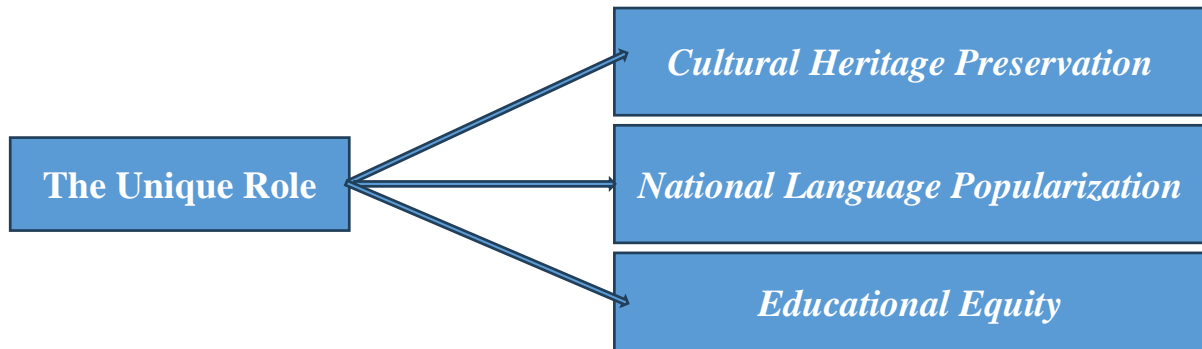 The Unique Role
Cultural Heritage Preservation
National Language Popularization
Educational Equity